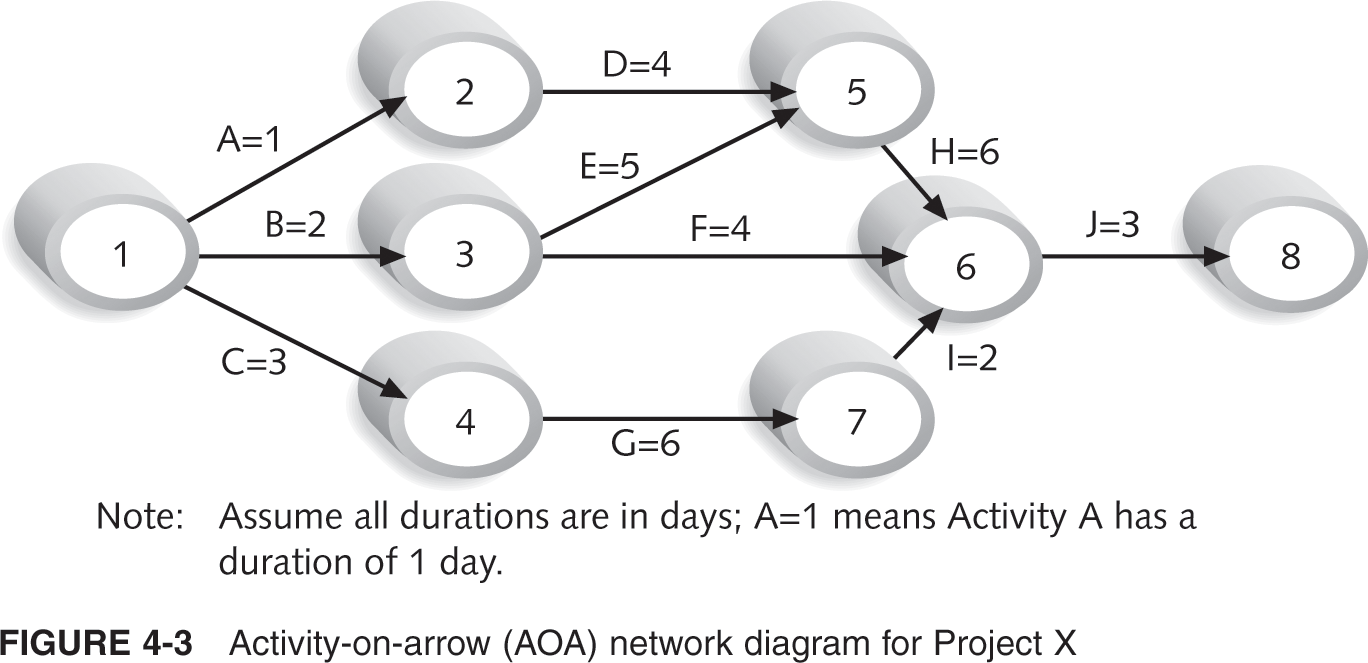 2
D=4
5
A=1
E=5
H=6
B=2
F=4
J=3
1
3
6
8
C=3
I=2
4
7
G=6
Note: Assume all durations are in days; A=1 means Activity A has a
duration of 1 day.
FIGURE 4-3 Activity-on-arrow (AOA) network diagram for Project X